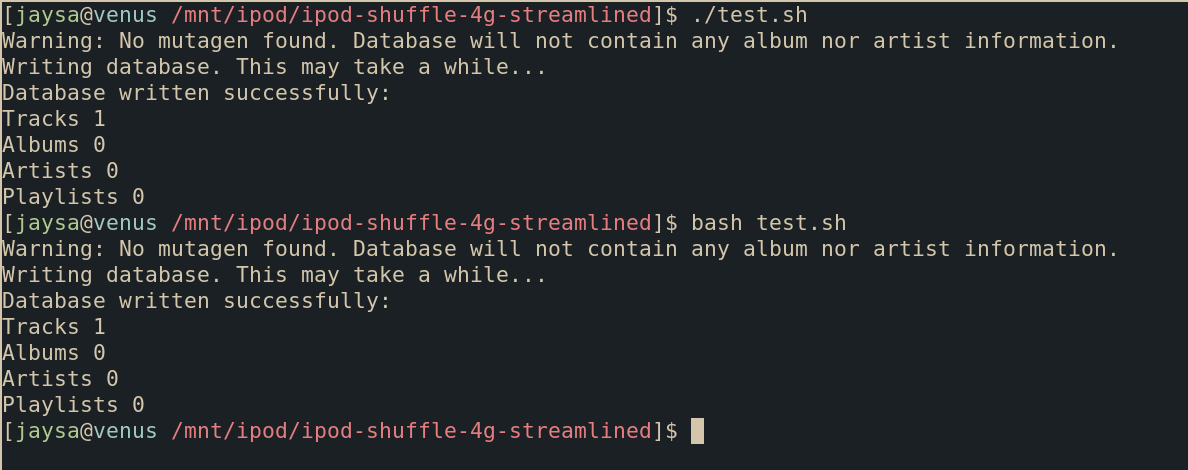 [jaysa@venus /mnt/ipod/ipod-shuffle-4g-streamlined]$ ./test.sh
Warning: No mutagen found. Database will not contain any album nor artist information.
Writing database. This may take a while...
Database written successfully:
Tracks 1
Albums 0
Artists 0
Playlists 0
[jaysa@venus /mnt/ipod/ipod-shuffle-4g-streamlined]$ bash test.sh
Warning: No mutagen found. Database will not contain any album nor artist information.
Writing database. This may take a while...
Database written successfully:
Tracks 1
Albums 0
Artists 0
Playlists 0
[jaysa@venus /mnt/ipod/ipod-shuffle-4g-streamlined]$